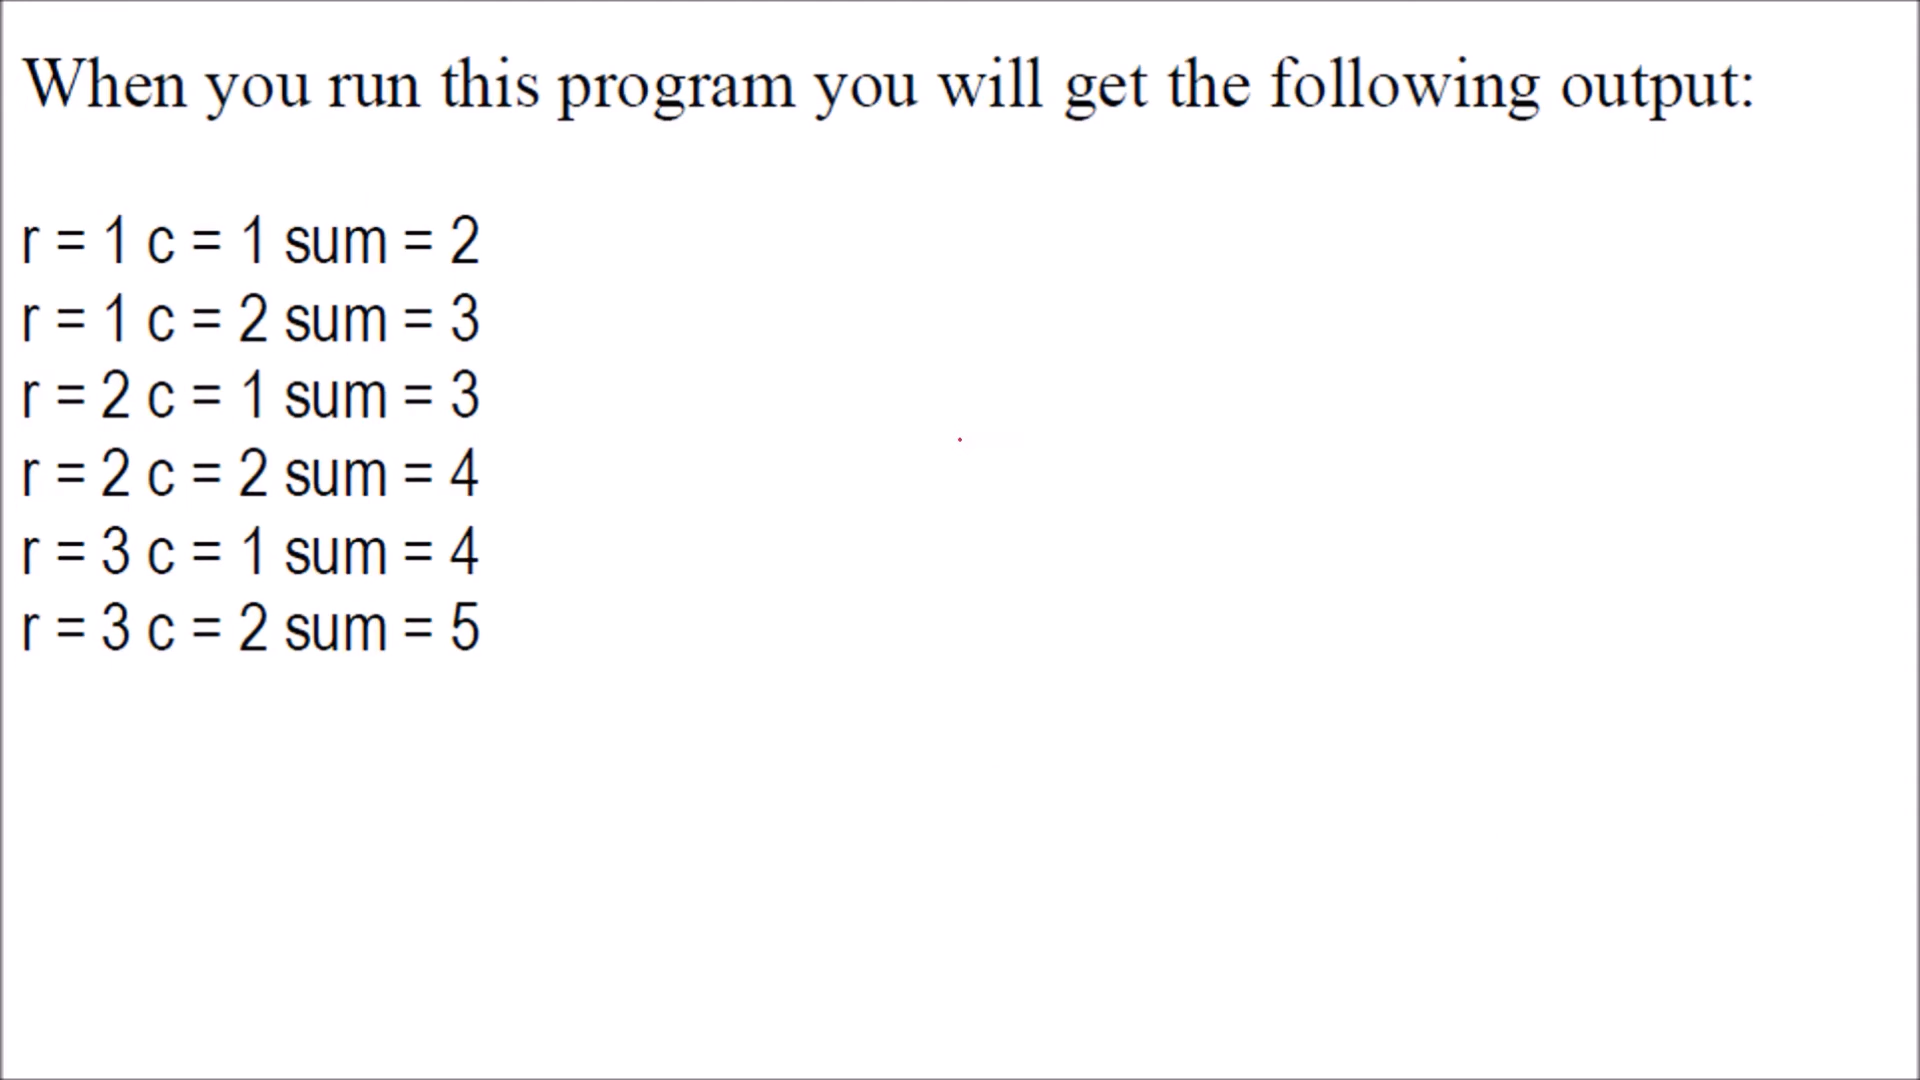 When you run this program you will get the following output:
r = 1 c = 1 sum = 2
r = 1 c = 2 sum = 3
r = 2 c = 1 sum = 3
r = 2 c = 2 sum = 4
r = 3 c = 1 sum = 4
r = 3 c = 2 sum = 5